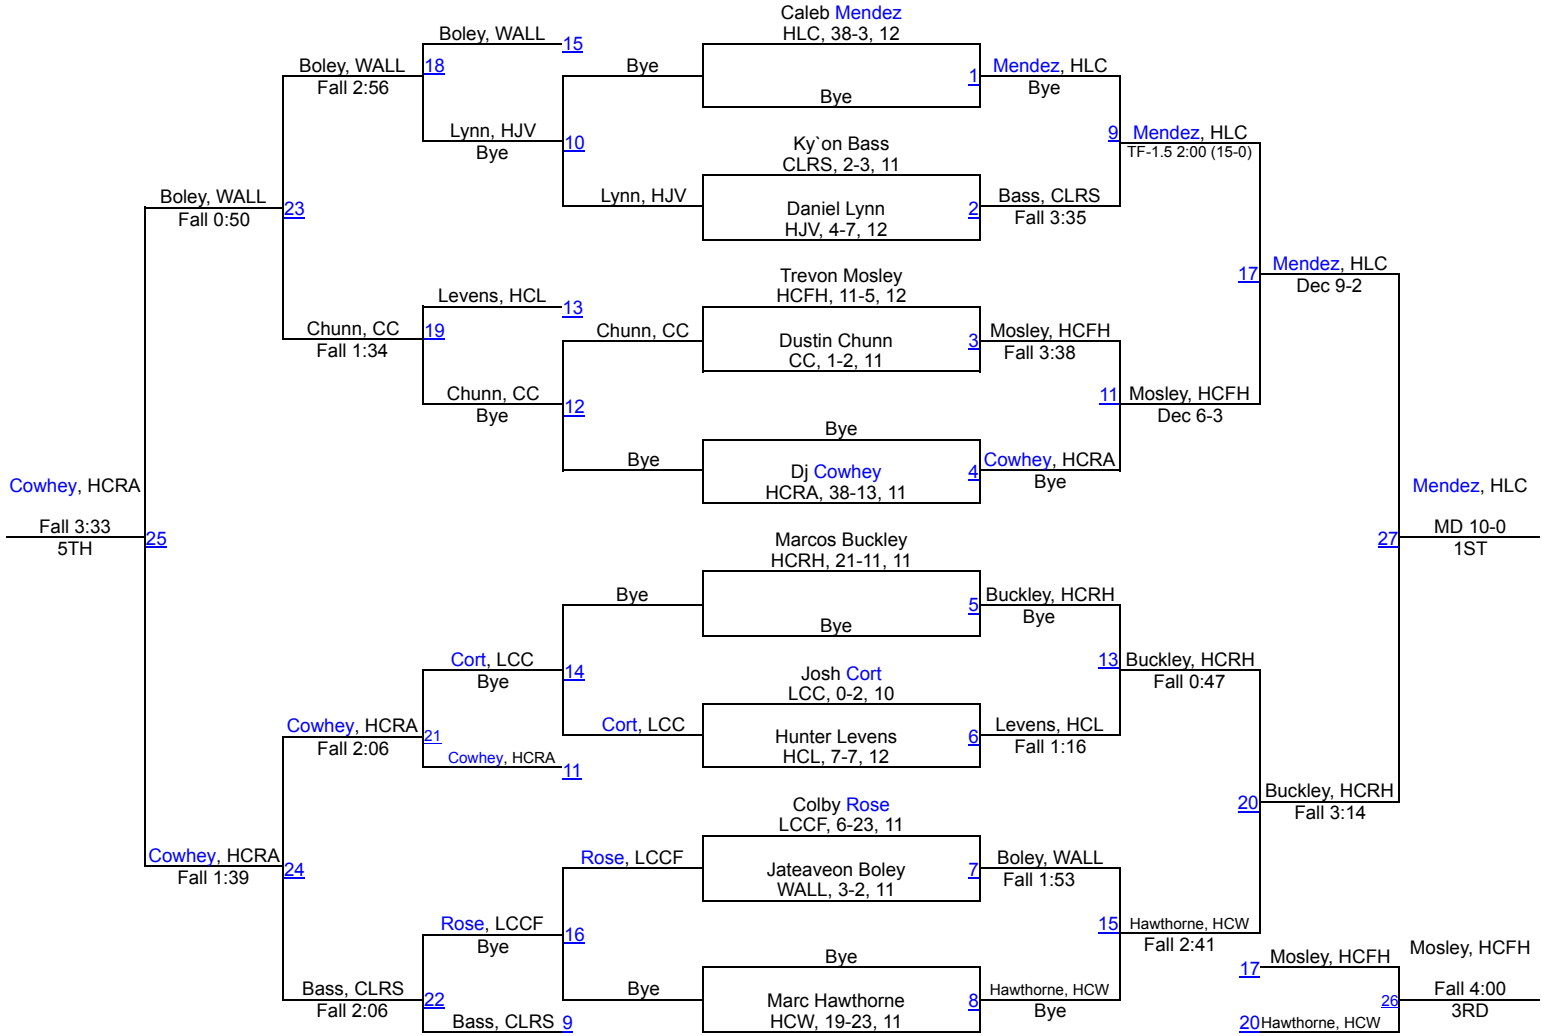 Caleb Mendez
HLC, 38-3, 12
Boley, WALL
15
Boley, WALL
18
Fall 2:56
Bye
1
Mendez, HLC
Bye
Bye
Lynn, HJV
10
Bye
9
Mendez, HLC
TF-1.5 2:00 (15-0)
Ky`on Bass
CLRS, 2-3, 11
Boley, WALL
23
Fall 0:50
Lynn, HJV
Daniel Lynn
HJV, 4-7, 12
2
Bass, CLRS
Fall 3:35
Trevon Mosley
HCFH, 11-5, 12
17
Mendez, HLC
Dec 9-2
Levens, HCL
13
Chunn, CC
19
Fall 1:34
Chunn, CC
Dustin Chunn
CC, 1-2, 11
3
Mosley, HCFH
Fall 3:38
Chunn, CC
12
Bye
11
Mosley, HCFH
Dec 6-3
Bye
Bye
Dj Cowhey
HCRA, 38-13, 11
4
Cowhey, HCRA
Bye
Cowhey, HCRA
Fall 3:33
5TH
25
Mendez, HLC
27
MD 10-0
1ST
Marcos Buckley
HCRH, 21-11, 11
Bye
5
Buckley, HCRH
Bye
Bye
Cort, LCC
14
Bye
13
Buckley, HCRH
Fall 0:47
Josh Cort
LCC, 0-2, 10
Cowhey, HCRA
21
Fall 2:06
Cort, LCC
Hunter Levens
HCL, 7-7, 12
6
Levens, HCL
Fall 1:16
Cowhey, HCRA
11
Colby Rose
LCCF, 6-23, 11
20
Buckley, HCRH
Fall 3:14
Cowhey, HCRA
24
Fall 1:39
Rose, LCCF
Jateaveon Boley
WALL, 3-2, 11
7
Boley, WALL
Fall 1:53
Rose, LCCF
16
Bye
15
Hawthorne, HCW
Fall 2:41
Bye
Bass, CLRS
22
Fall 2:06
Bye
Marc Hawthorne
HCW, 19-23, 11
8
Hawthorne, HCW
Bye
Bass, CLRS
9
17
Mosley, HCFH
Mosley, HCFH
26
Fall 4:00
3RD
20
Hawthorne, HCW